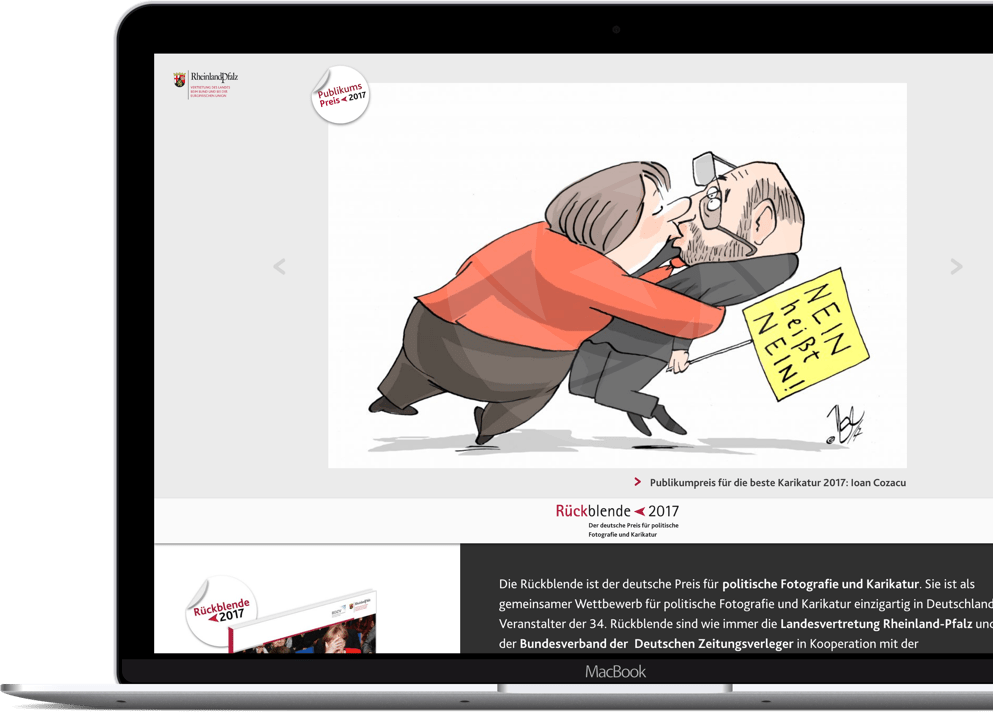 RheinlandPfalz
VERTRETUNG DES LANDES
BEIM BUND UND BEI DER
EUROPÄISCHEN UNION
Publikums
Preis 2017
NEIN
heißt
NEIN!
Publikumpreis für die beste Karikatur 2017: Ioan Cozacu
Rückblende 2017
Der deutsche Preis für politische
Fotografie und Karikatur
Rückblende
2017
Die Rückblende ist der deutsche Preis für politische Fotografie und Karikatur. Sie ist als
gemeinsamer Wettbewerb für politische Fotografie und Karikatur einzigartig in Deutschland
Veranstalter der 34. Rückblende sind wie immer die Landesvertretung Rheinland-Pfalz und
der Bundesverband der Deutschen Zeitungsverleger in Kooperation mit der
MacBook